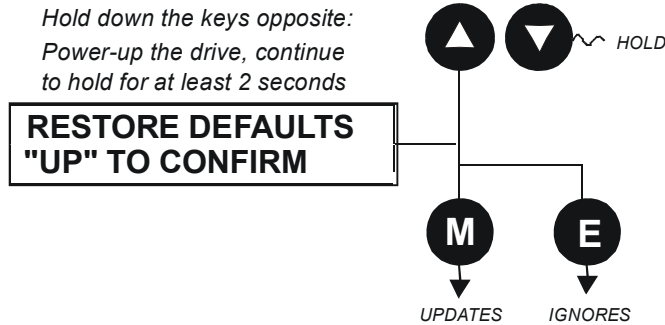 Hold down the keys opposite:
Power-up the drive, continue
to hold for at least 2 seconds
HOLD
RESTORE DEFAULTS
"UP" TO CONFIRM
M E
UPDATES IGNORES